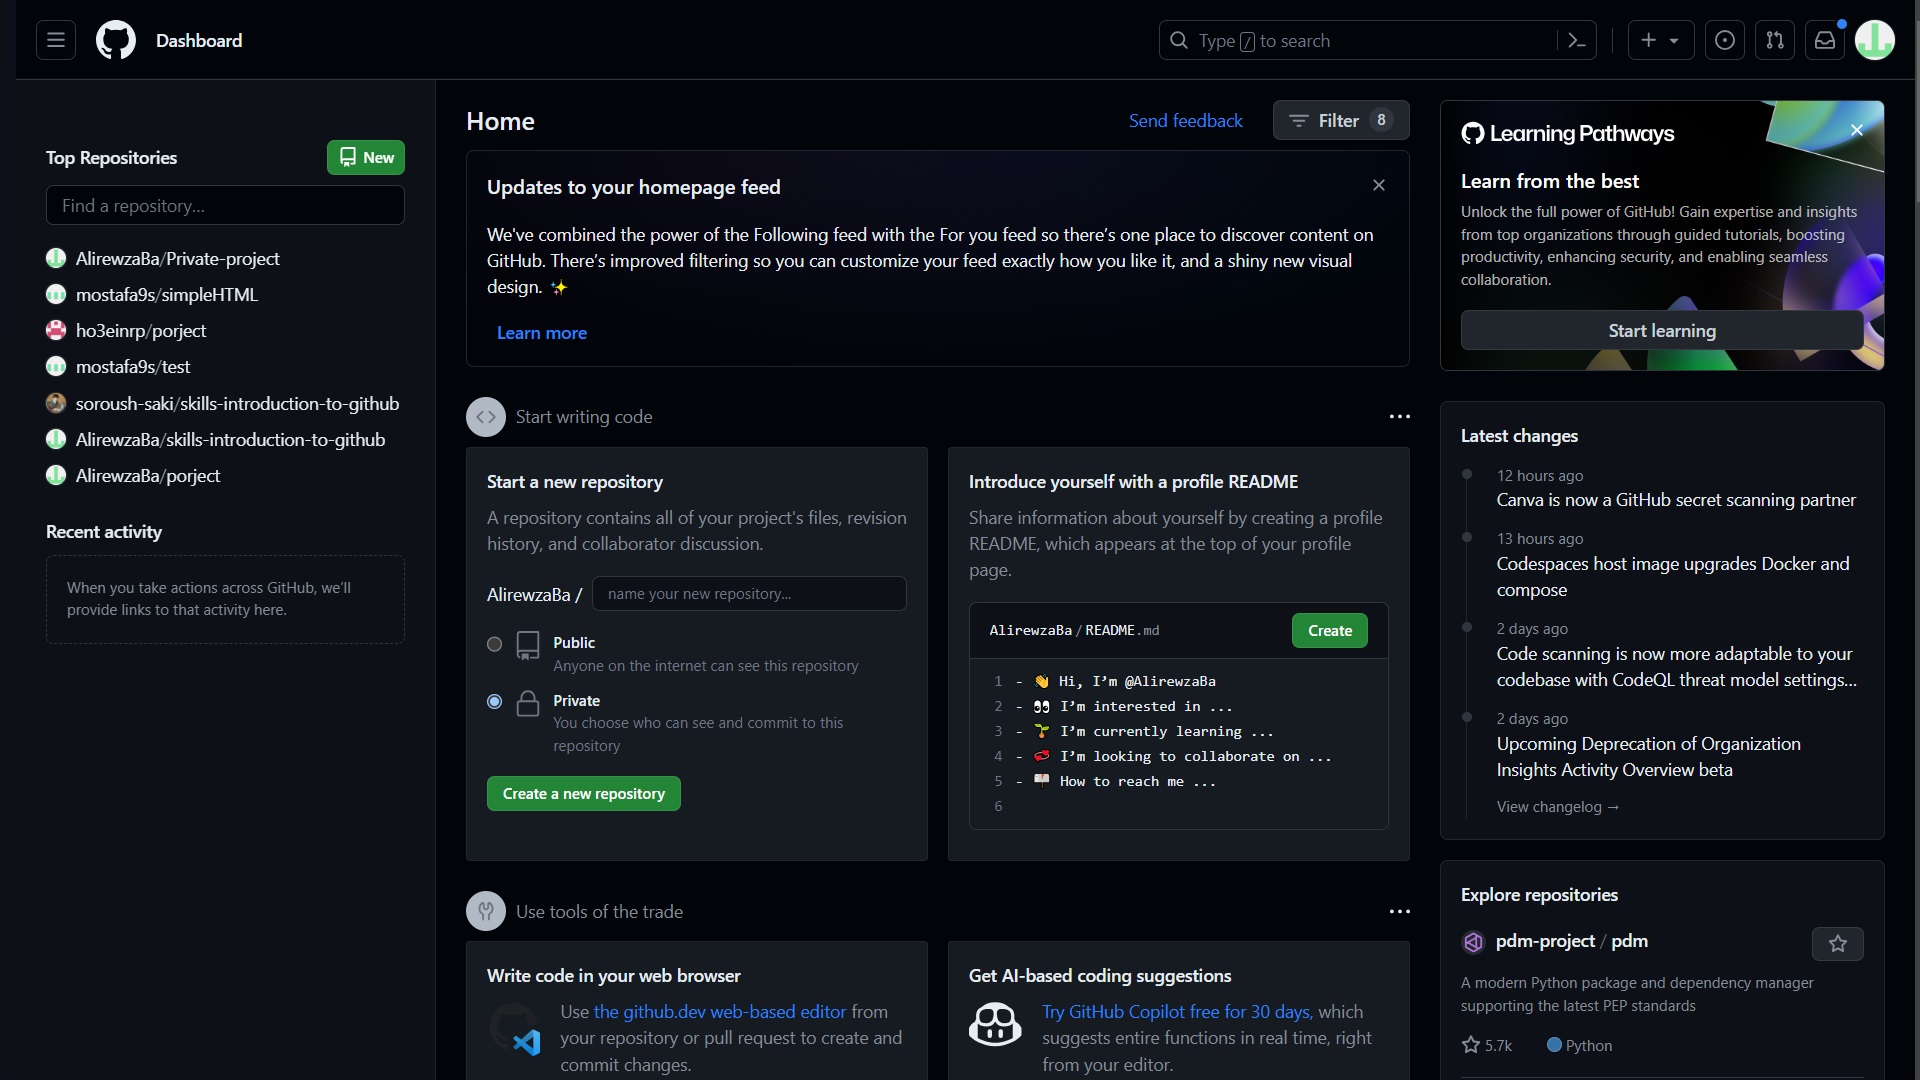 Dashboard
Type / to search
Top Repositories
New
Find a repository...
AlirewzaBa/Private-project
mostafa9s/simpleHTML
ho3einrp/porject
mostafa9s/test
soroush-saki/skills-introduction-to-github
AlirewzaBa/skills-introduction-to-github
AlirewzaBa/porject
Recent activity
When you take actions across GitHub, we’ll
provide links to that activity here.
Home
Send feedback
Filter 8
Updates to your homepage feed
We've combined the power of the Following feed with the For you feed so there’s one place to discover content on
GitHub. There’s improved filtering so you can customize your feed exactly how you like it, and a shiny new visual
design. ✨
Learn more
Start writing code
Start a new repository
A repository contains all of your project's files, revision
history, and collaborator discussion.
AlirewzaBa / name your new repository...
Public
Anyone on the internet can see this repository
Private
You choose who can see and commit to this
repository
Create a new repository
Introduce yourself with a profile README
Share information about yourself by creating a profile
README, which appears at the top of your profile
page.
AlirewzaBa / README.md
Create
1 - 👋 Hi, I’m @AlirewzaBa
2 - 👀 I’m interested in ...
3 - 🌱 I’m currently learning ...
4 - 💞️ I’m looking to collaborate on ...
5 - 📫 How to reach me ...
6
Use tools of the trade
Write code in your web browser
Use the github.dev web-based editor from
your repository or pull request to create and
commit changes.
Get AI-based coding suggestions
Try GitHub Copilot free for 30 days, which
suggests entire functions in real time, right
from your editor.
Learning Pathways
Learn from the best
Unlock the full power of GitHub! Gain expertise and insights
from top organizations through guided tutorials, boosting
productivity, enhancing security, and enabling seamless
collaboration.
Start learning
Latest changes
12 hours ago
Canva is now a GitHub secret scanning partner
13 hours ago
Codespaces host image upgrades Docker and
compose
2 days ago
Code scanning is now more adaptable to your
codebase with CodeQL threat model settings...
2 days ago
Upcoming Deprecation of Organization
Insights Activity Overview beta
View changelog →
Explore repositories
pdm-project / pdm
A modern Python package and dependency manager
supporting the latest PEP standards
5.7k
Python